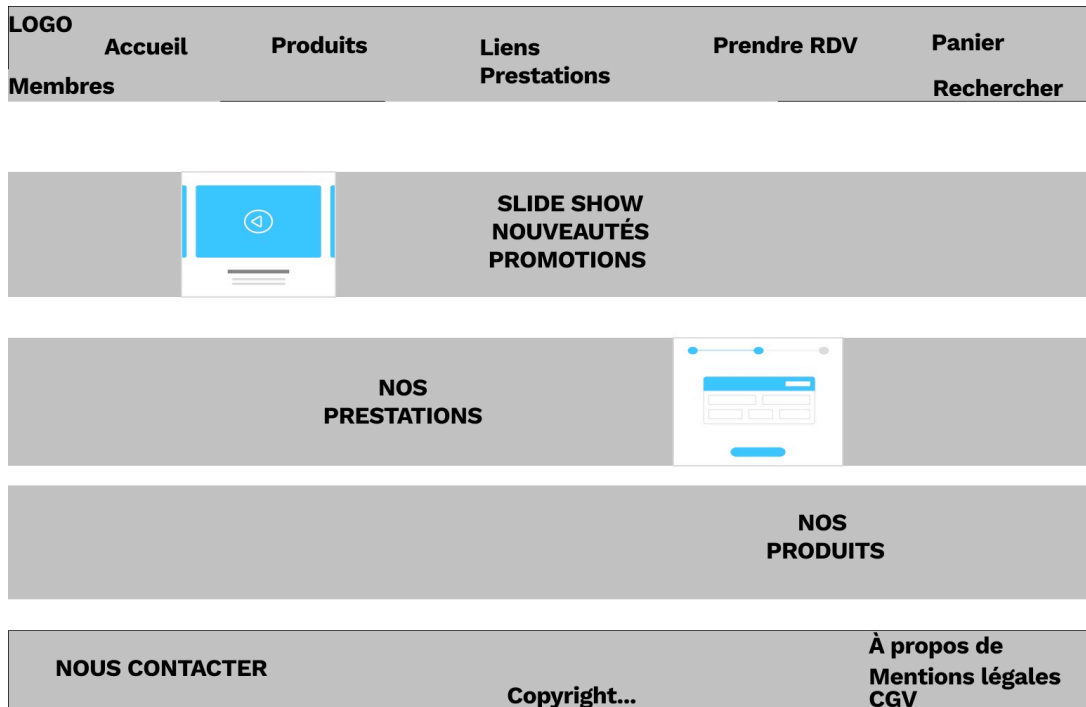 LOGO
Accueil
Produits
Liens
Prestations
Prendre RDV
Panier
Membres
Rechercher
SLIDE SHOW
NOUVEAUTÉS
PROMOTIONS
NOS
PRESTATIONS
NOS
PRODUITS
NOUS CONTACTER
Copyright...
À propos de
Mentions légales
CGV